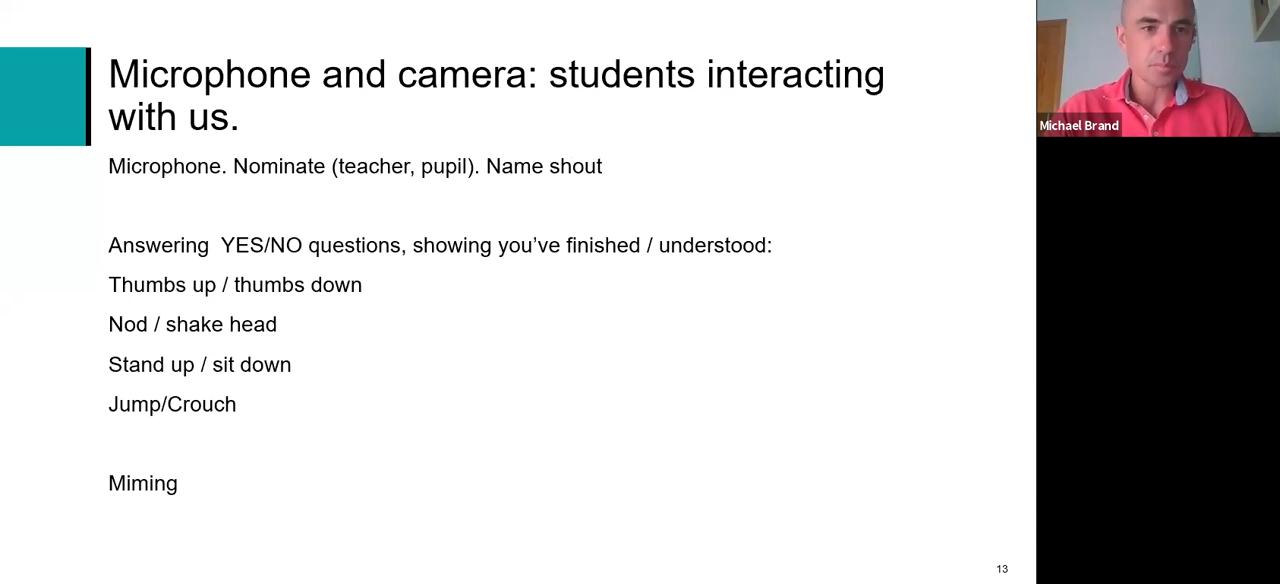 Microphone and camera: students interacting
with us.
Microphone. Nominate (teacher, pupil). Name shout
Answering  YES/NO questions, showing you’ve finished / understood:
Thumbs up / thumbs down
Nod / shake head
Stand up / sit down
Jump/Crouch
Miming
13
Michael Brand